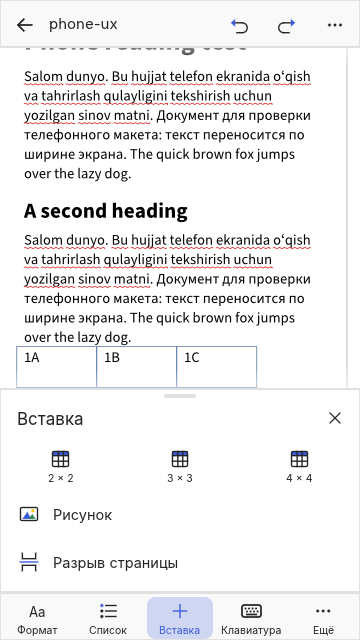 phone-ux
Phone reading test
Salom dunyo. Bu hujjat telefon ekranida oʻqish
va tahrirlash qulayligini tekshirish uchun
yozilgan sinov matni. Документ для проверки
телефонного макета: текст переносится по
ширине экрана. The quick brown fox jumps
over the lazy dog.
A second heading
Salom dunyo. Bu hujjat telefon ekranida oʻqish
va tahrirlash qulayligini tekshirish uchun
yozilgan sinov matni. Документ для проверки
телефонного макета: текст переносится по
ширине экрана. The quick brown fox jumps
over the lazy dog.
1A 1B 1C
Вставка
2 × 2 3 × 3 4 × 4
Рисунок
Разрыв страницы
Aa
Формат Список Вставка Клавиатура Ещё